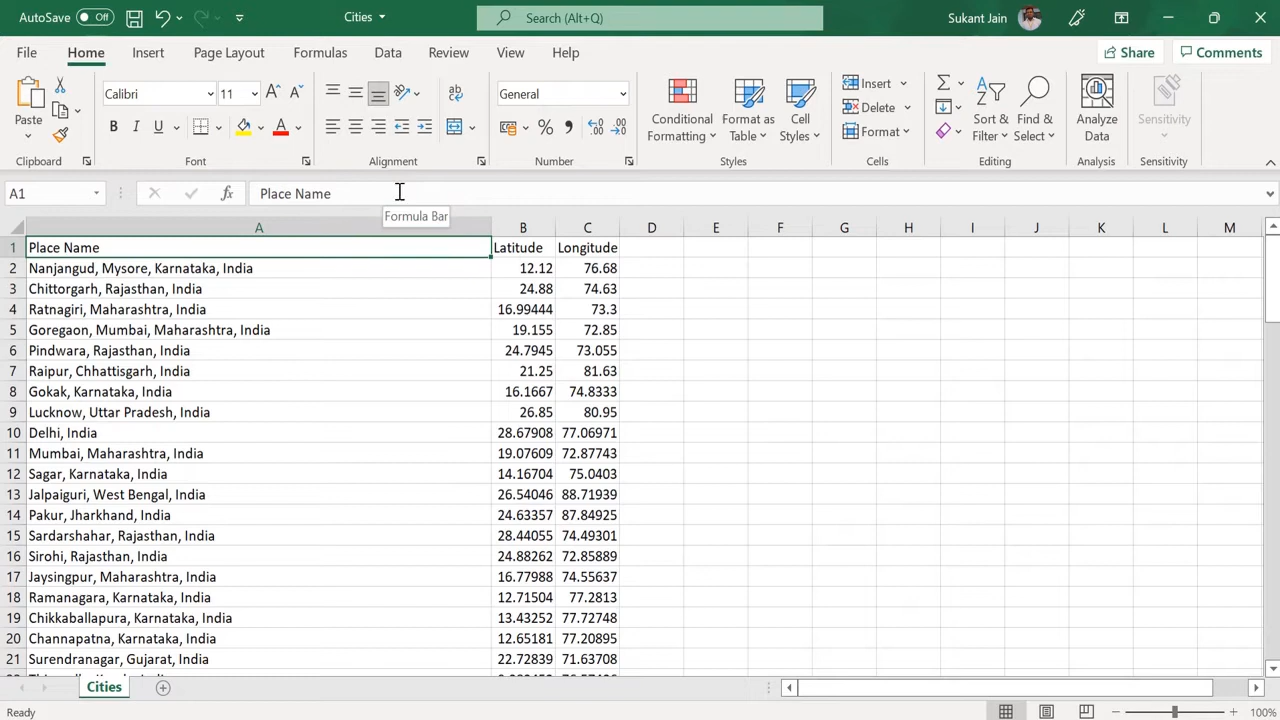 AutoSave Off Cities Search (Alt+Q) Sukant Jain
File Home Insert Page Layout Formulas Data Review View Help Share Comments
Paste
Calibri 11
B I U
General
Conditional Formatting
Format as Table
Cell Styles
Insert
Delete
Format
Sort & Filter
Find & Select
Analyze Data
Sensitivity
Clipboard Font Alignment Number Styles Cells Editing Analysis Sensitivity
A1 fx Place Name
Formula Bar
A B C D E F G H I J K L M
1 Place Name Latitude Longitude
2 Nanjangud, Mysore, Karnataka, India 12.12 76.68
3 Chittorgarh, Rajasthan, India 24.88 74.63
4 Ratnagiri, Maharashtra, India 16.99444 73.3
5 Goregaon, Mumbai, Maharashtra, India 19.155 72.85
6 Pindwara, Rajasthan, India 24.7945 73.055
7 Raipur, Chhattisgarh, India 21.25 81.63
8 Gokak, Karnataka, India 16.1667 74.8333
9 Lucknow, Uttar Pradesh, India 26.85 80.95
10 Delhi, India 28.67908 77.06971
11 Mumbai, Maharashtra, India 19.07609 72.87743
12 Sagar, Karnataka, India 14.16704 75.0403
13 Jalpaiguri, West Bengal, India 26.54046 88.71939
14 Pakur, Jharkhand, India 24.63357 87.84925
15 Sardarshahar, Rajasthan, India 28.44055 74.49301
16 Sirohi, Rajasthan, India 24.88262 72.85889
17 Jaysingpur, Maharashtra, India 16.77988 74.55637
18 Ramanagara, Karnataka, India 12.71504 77.2813
19 Chikkaballapura, Karnataka, India 13.43252 77.72748
20 Channapatna, Karnataka, India 12.65181 77.20895
21 Surendranagar, Gujarat, India 22.72839 71.63708
Cities
Ready 100%